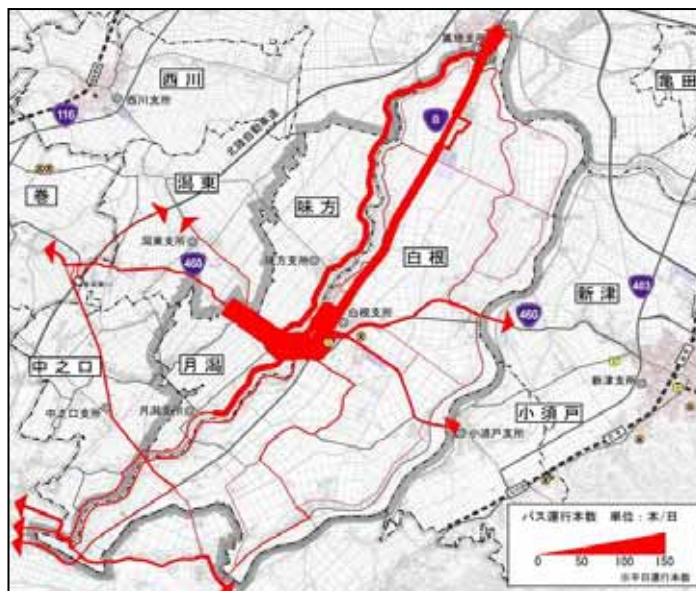 西川
西川支所
116
北陸自動車道
亀田
8
巻
潟東
味方
潟東支所
味方支所
白根
460
新津
403
白根支所
460
月潟
中之口
新津支所
中之口支所
月潟支所
小須戸
小須戸支所
バス運行本数 単位：本/日
0 50 100 150
※平日運行本数